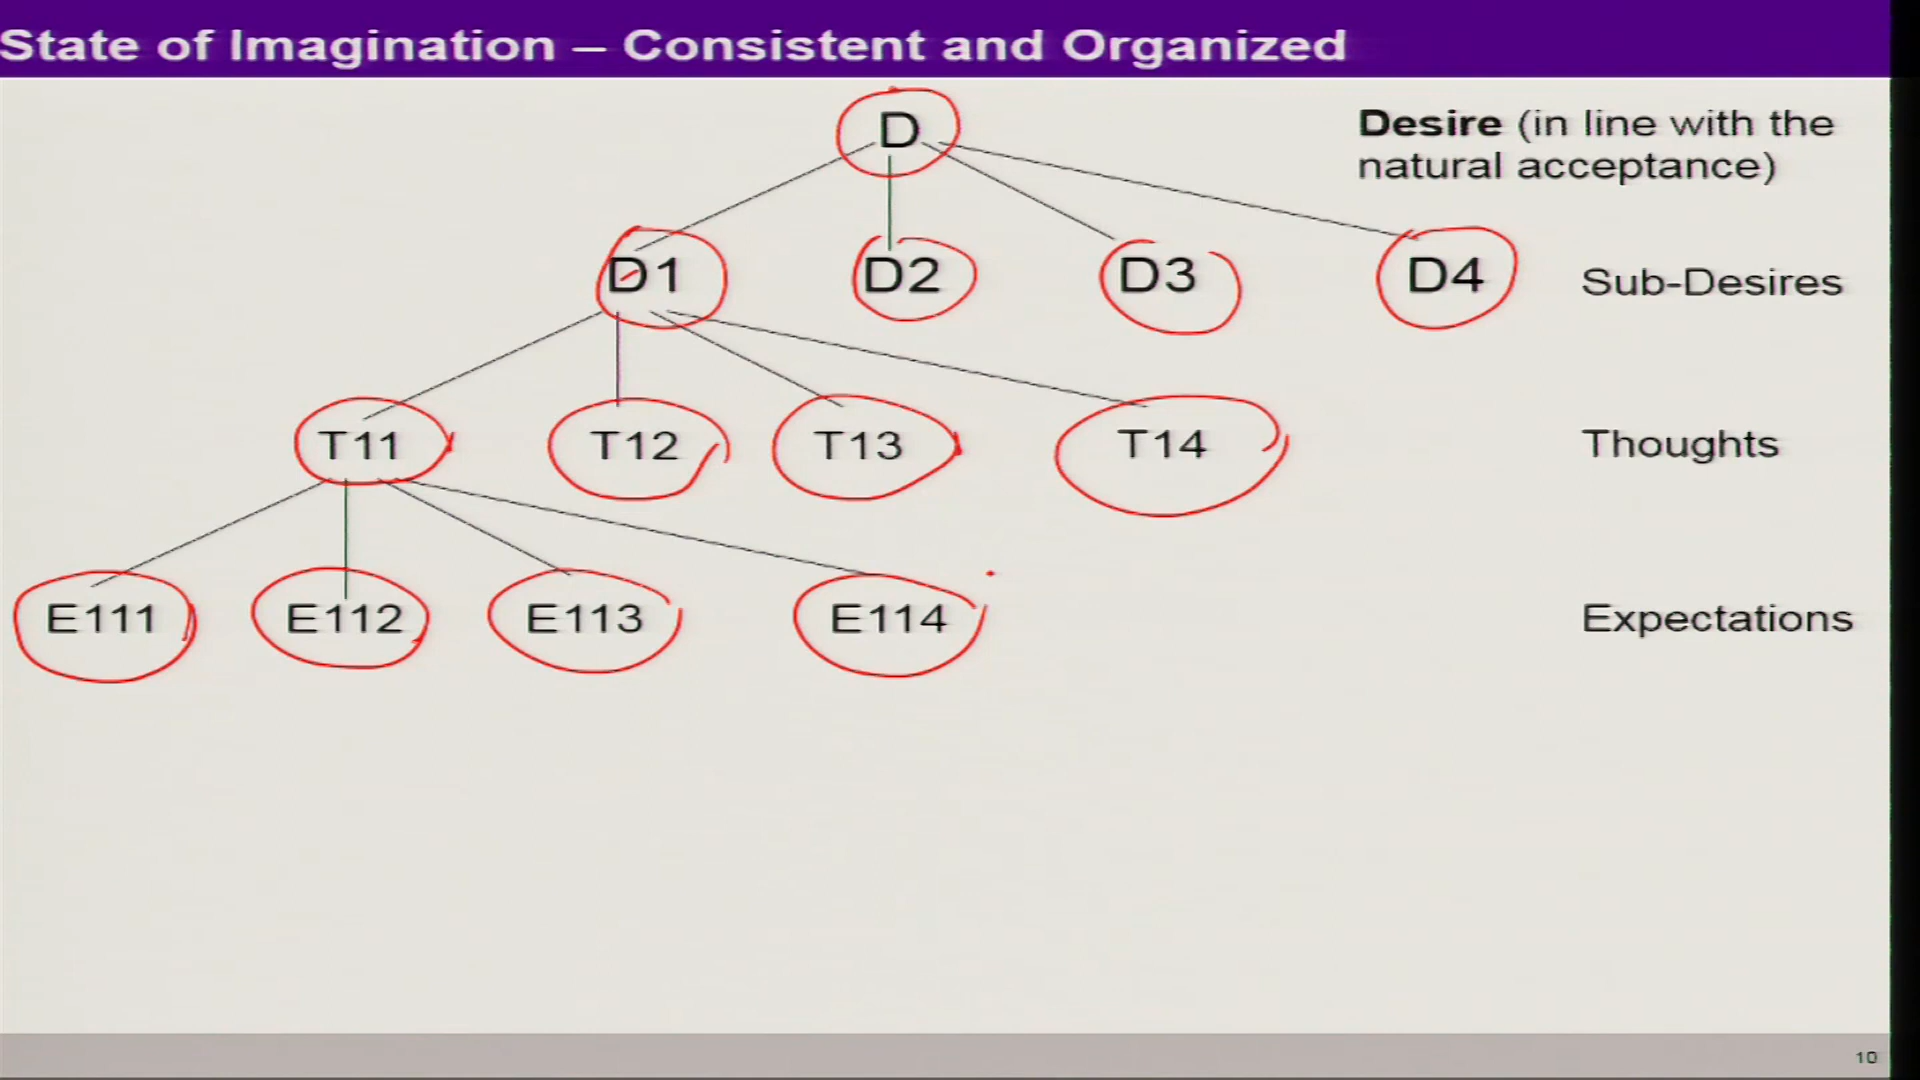 State of Imagination – Consistent and Organized
D
Desire (in line with the
natural acceptance)
D1 D2 D3 D4 Sub-Desires
T11 T12 T13 T14 Thoughts
E111 E112 E113 E114 Expectations
10